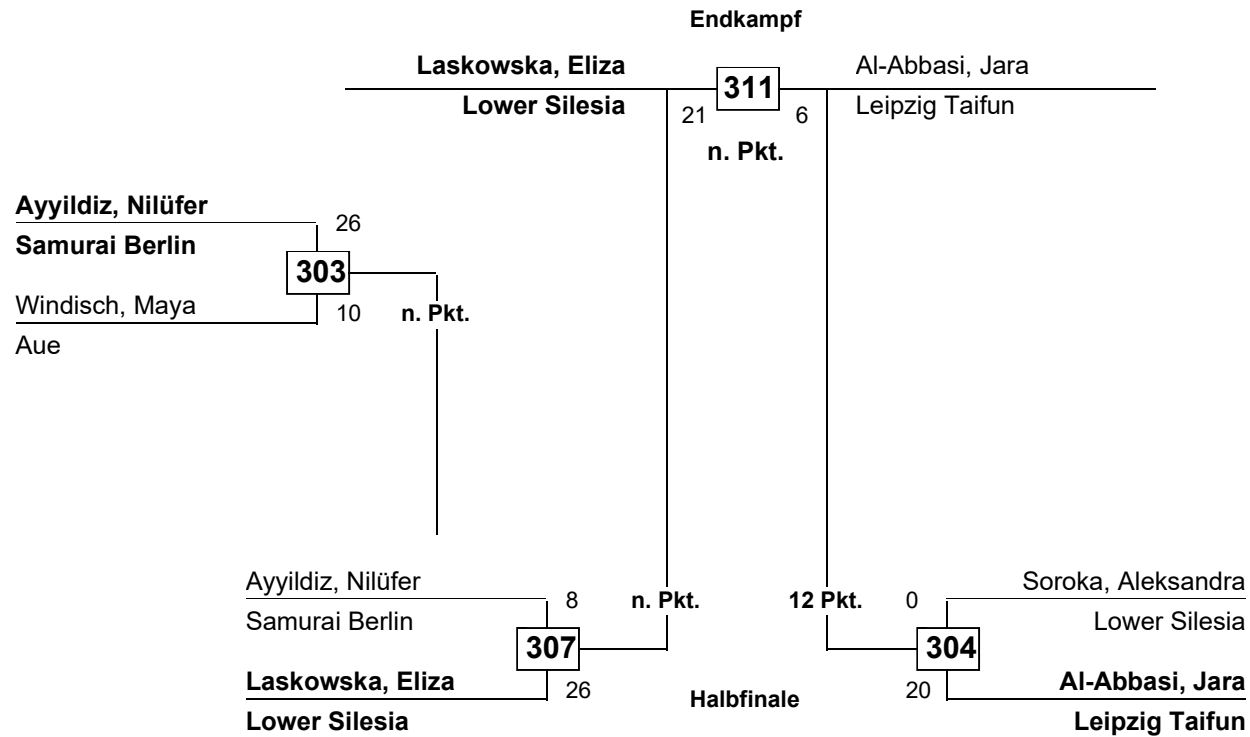 Endkampf
Laskowska, Eliza
Lower Silesia
311
21
6
n. Pkt.
Al-Abbasi, Jara
Leipzig Taifun
Ayyildiz, Nilüfer
Samurai Berlin
26
303
Windisch, Maya
Aue
10
n. Pkt.
Ayyildiz, Nilüfer
Samurai Berlin
8
n. Pkt.
307
Laskowska, Eliza
Lower Silesia
26
Halbfinale
12 Pkt.
0
Soroka, Aleksandra
Lower Silesia
304
20
Al-Abbasi, Jara
Leipzig Taifun